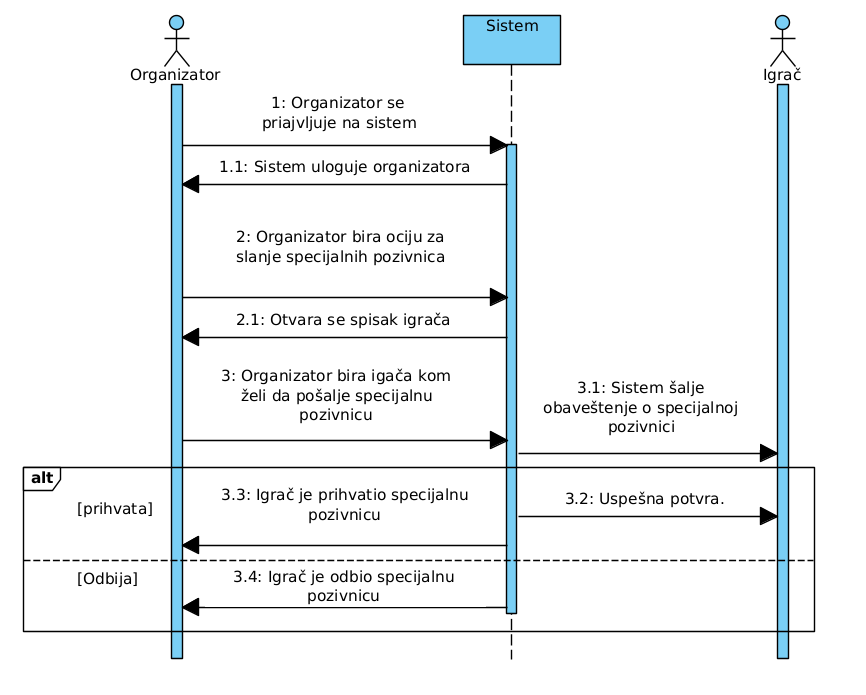 Sistem
Organizator
Igrač
1: Organizator se
priajvljuje na sistem
1.1: Sistem uloguje organizatora
2: Organizator bira ociju za
slanje specijalnih pozivnica
2.1: Otvara se spisak igrača
3: Organizator bira igača kom
želi da pošalje specijalnu
pozivnicu
3.1: Sistem šalje
obaveštenje o specijalnoj
pozivnici
alt
[prihvata]
3.3: Igrač je prihvatio specijalnu
pozivnicu
3.2: Uspešna potvra.
[Odbija]
3.4: Igrač je odbio specijalnu
pozivnicu